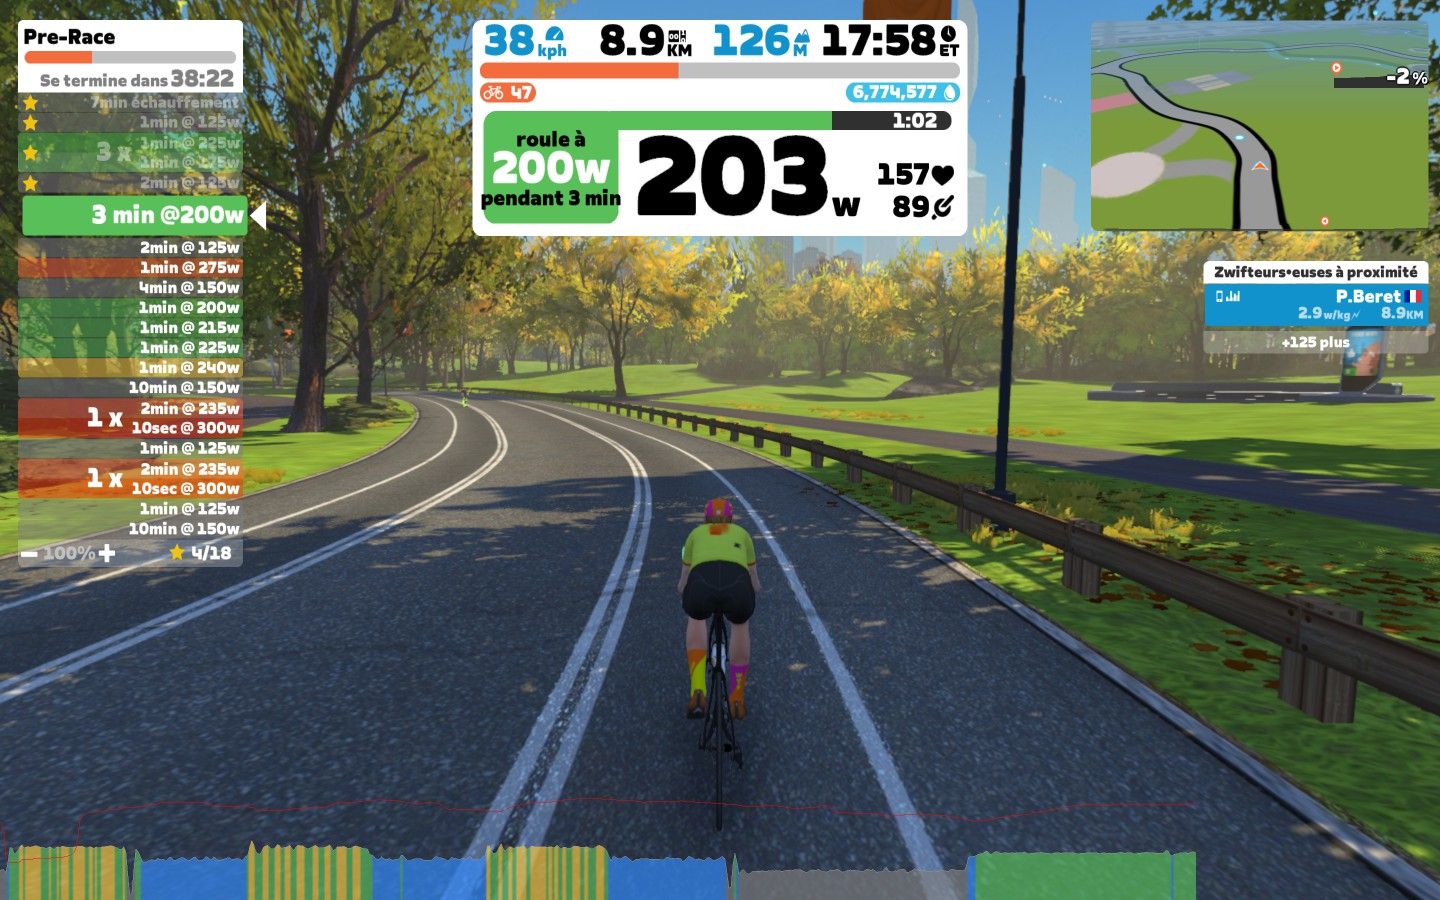 Pre-Race
Se termine dans 38:22
7min échauffement
1min @ 125w
3 x
1min @ 225w
1min @ 175w
2min @ 125w
3 min @200w
2min @ 125w
1min @ 275w
4min @ 150w
1min @ 200w
1min @ 215w
1min @ 225w
1min @ 240w
10min @ 150w
1 x
2min @ 235w
10sec @ 300w
1min @ 125w
1 x
2min @ 235w
10sec @ 300w
1min @ 125w
10min @ 150w
100% 4/18
38 kph 8.9 KM 126 M 17:58 ET
47 6,774,577
1:02
roule à
200w
pendant 3 min
203 w
157
89
-2 %
Zwifteurs•euses à proximité
P.Beret
2.9 w/kg 8.9KM
+125 plus